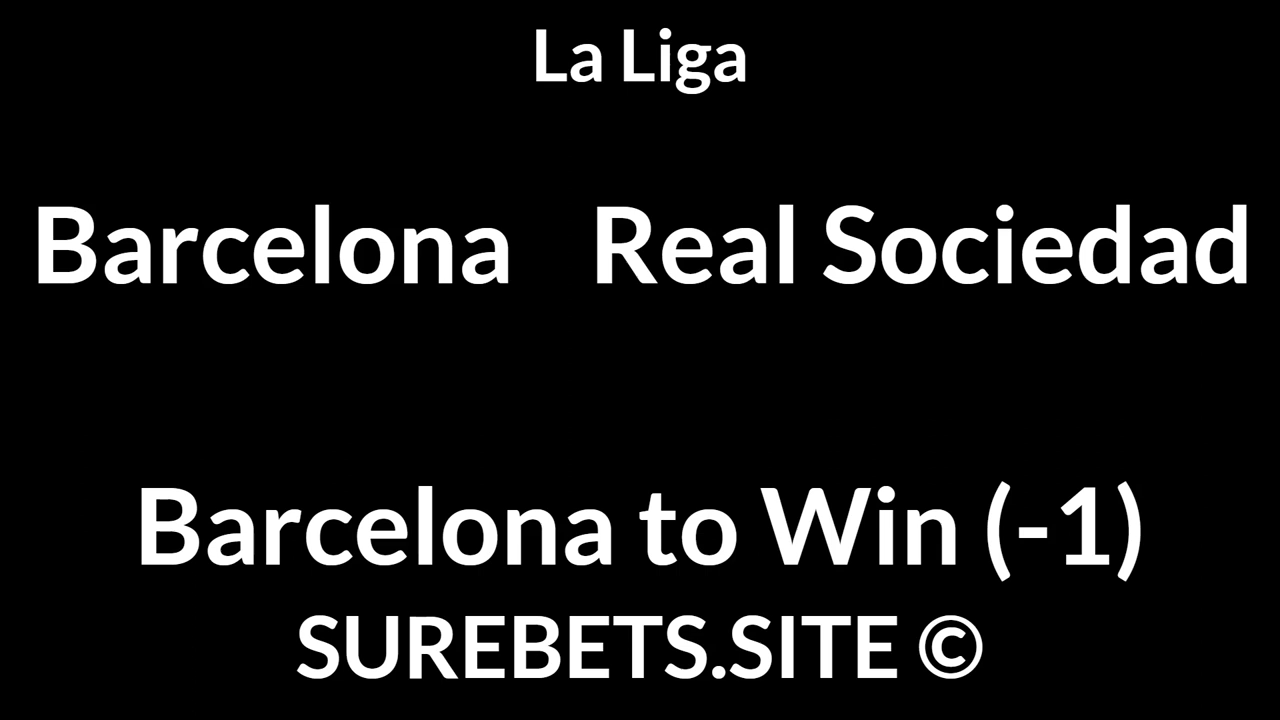 La Liga
Barcelona Real Sociedad
Barcelona to Win (-1)
SUREBETS.SITE ©